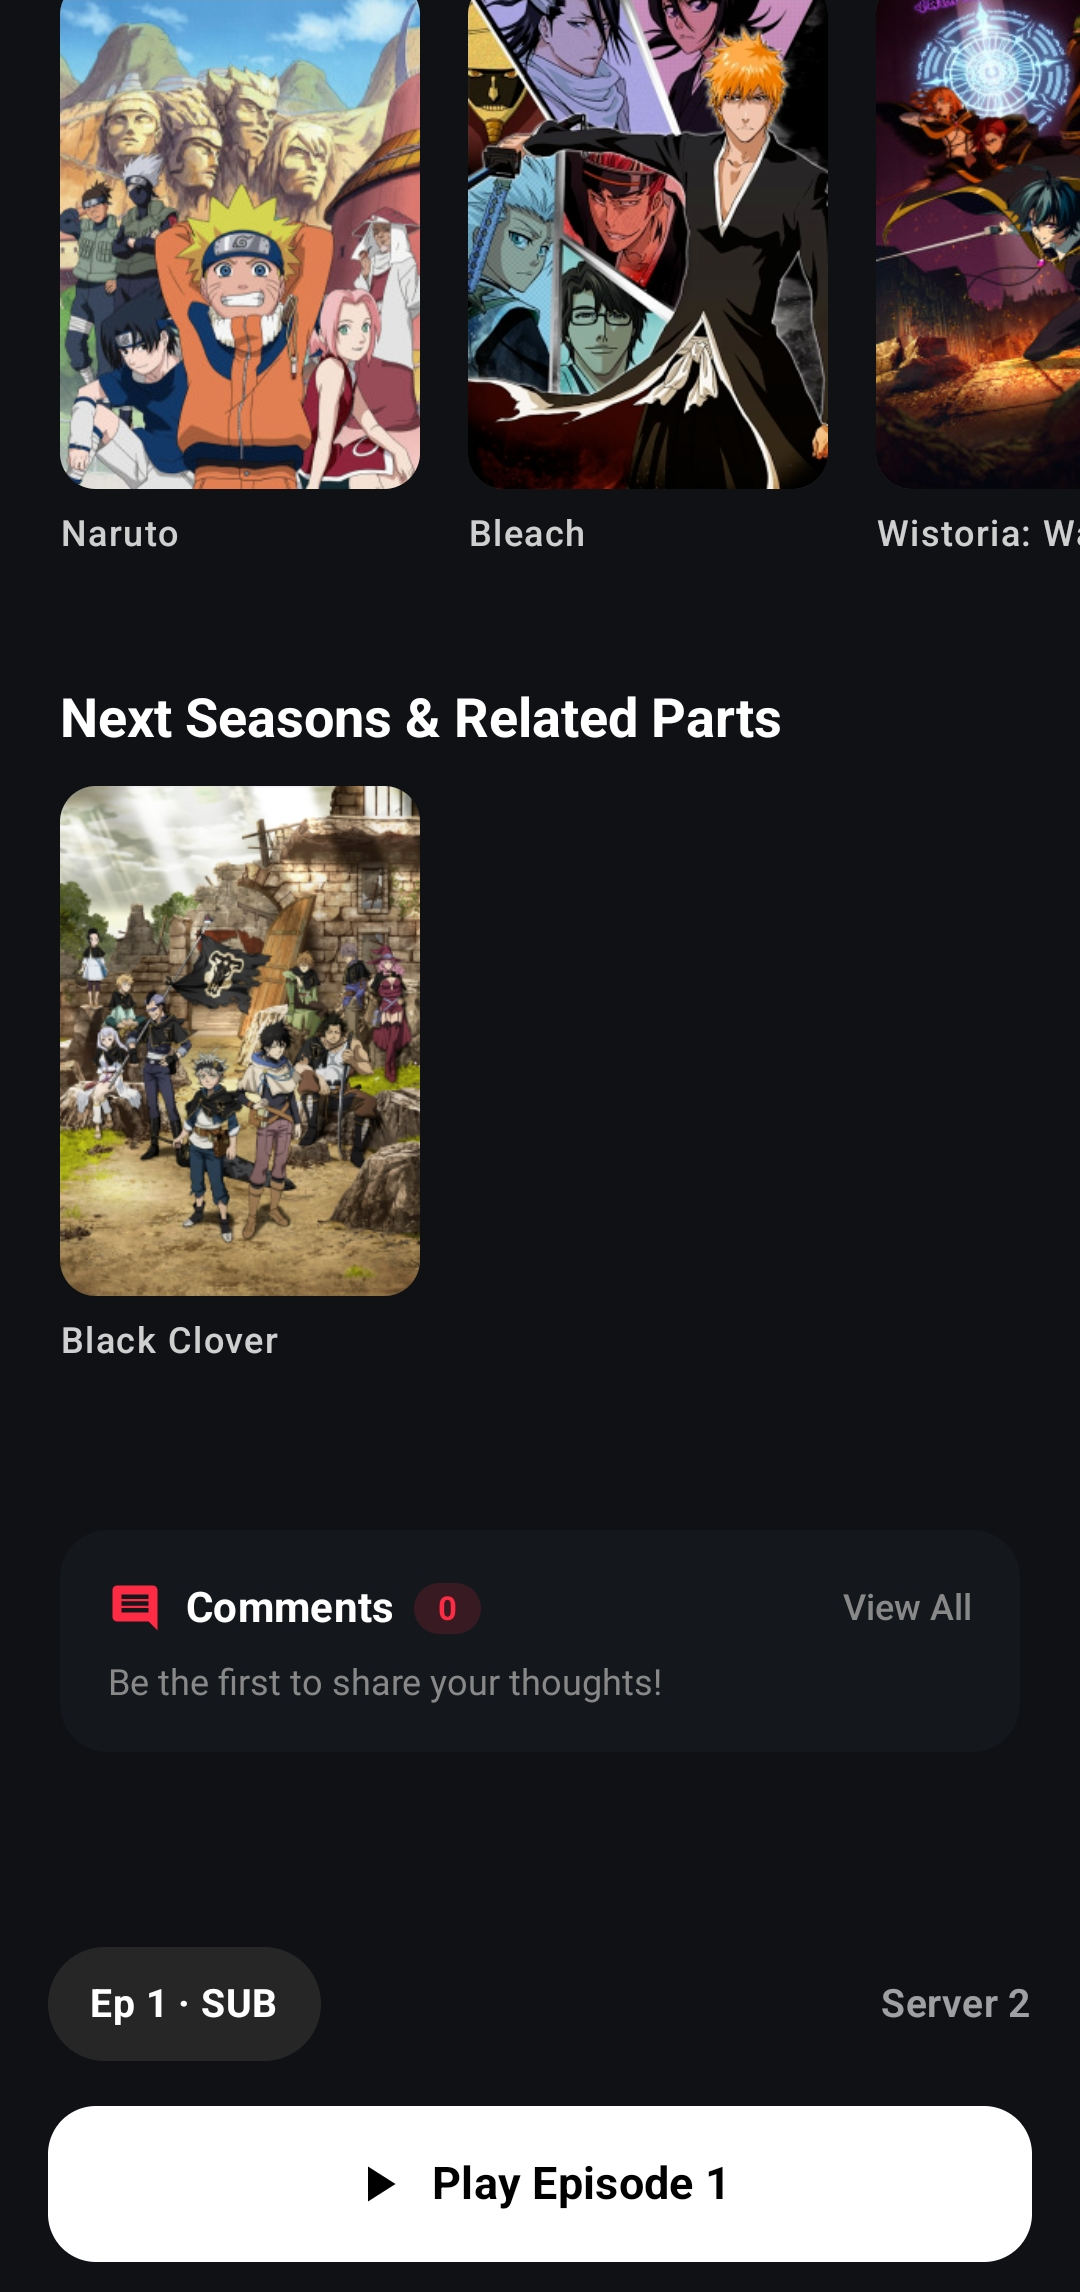 Naruto
Bleach
Wistoria: Wa
Next Seasons & Related Parts
Black Clover
Comments 0 View All
Be the first to share your thoughts!
Ep 1 · SUB Server 2
Play Episode 1